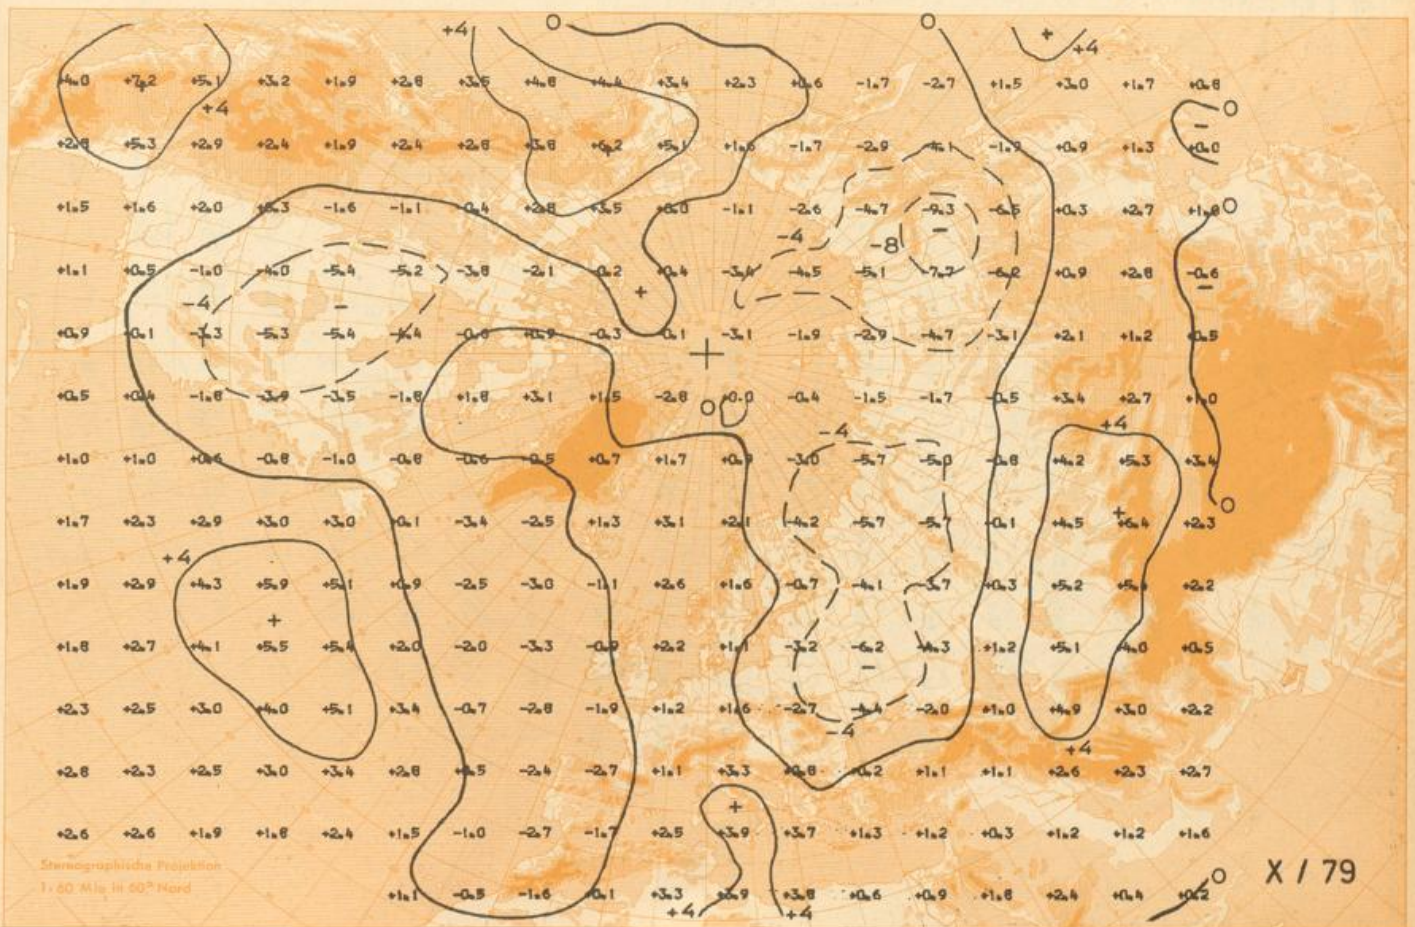 +4 O O + +4
+4.0 +7.2 +5.1 +3.2 +1.9 +2.8 +3.5 +4.8 +4.4 +3.4 +2.3 +0.6 -1.7 -2.7 +1.5 +3.0 +1.7 +0.8
+4 O
-
+2.8 +5.3 +2.9 +2.4 +1.9 +2.4 +2.8 +3.8 +6.2 +5.1 +1.6 -1.7 -2.9 -4.1 -1.9 +0.9 +1.3 +0.0
+1.5 +1.6 +2.0 +0.3 -1.6 -1.1 -0.4 +2.8 +3.5 +0.0 -1.1 -2.6 -4.7 -9.3 -6.5 +0.3 +2.7 +1.0 O
-4 -8 -
+1.1 +0.5 -1.0 -4.0 -5.4 -5.2 -3.8 -2.1 -0.2 +0.4 -3.4 -4.5 -5.1 -7.7 -6.2 +0.9 +2.8 -0.6
-4 - + -
+0.9 -0.1 -3.3 -5.3 -5.4 -4.4 -0.8 +0.9 -0.3 -0.1 -3.1 -1.9 -2.9 -4.7 -3.1 +2.1 +1.2 +0.5
+0.5 +0.4 -1.8 -3.9 -3.5 -1.8 +1.8 +3.1 +1.5 -2.8 +0.0 -0.4 -1.5 -1.7 -0.5 +3.4 +2.7 +1.0
O -4 +4
+1.0 +1.0 +0.6 -0.8 -1.0 -0.8 -0.6 +0.5 +0.7 +1.7 +0.9 -3.0 -5.7 -5.0 -0.8 +4.2 +5.3 +3.4
+ O
+1.7 +2.3 +2.9 +3.0 +3.0 +0.1 -3.4 -2.5 +1.3 +3.1 +2.1 -4.2 -5.7 -5.7 -0.1 +4.5 +6.4 +2.3
+4
+1.9 +2.9 +4.3 +5.9 +5.1 +0.9 -2.5 -3.0 -1.1 +2.6 +1.6 -0.7 -4.1 -3.7 +0.3 +5.2 +5.4 +2.2
+
+1.8 +2.7 +4.1 +5.5 +5.4 +2.0 -2.0 -3.3 -0.9 +2.2 +1.1 -3.2 -6.2 -4.3 +1.2 +5.1 +4.0 +0.5
-
+2.3 +2.5 +3.0 +4.0 +5.1 +3.4 -0.7 -2.8 -1.9 +1.2 +1.6 -2.7 -4.4 -2.0 +1.0 +4.9 +3.0 +2.2
-4 +4
+2.8 +2.3 +2.5 +3.0 +3.4 +2.8 +0.5 -2.4 -2.7 +1.1 +3.3 +0.8 +0.2 +1.1 +1.1 +2.6 +2.3 +2.7
+
+2.6 +2.6 +1.9 +1.8 +2.4 +1.5 -1.0 -2.7 -1.7 +2.5 +3.9 +3.7 +1.3 +1.2 +0.3 +1.2 +1.2 +1.6
Stereographische Projektion
1:60 Mio in 60° Nord
O X / 79
+1.1 -0.5 -1.6 +0.1 +3.3 +3.9 +3.8 +0.6 +0.9 +1.8 +2.4 +0.4 +0.2
+4 +4